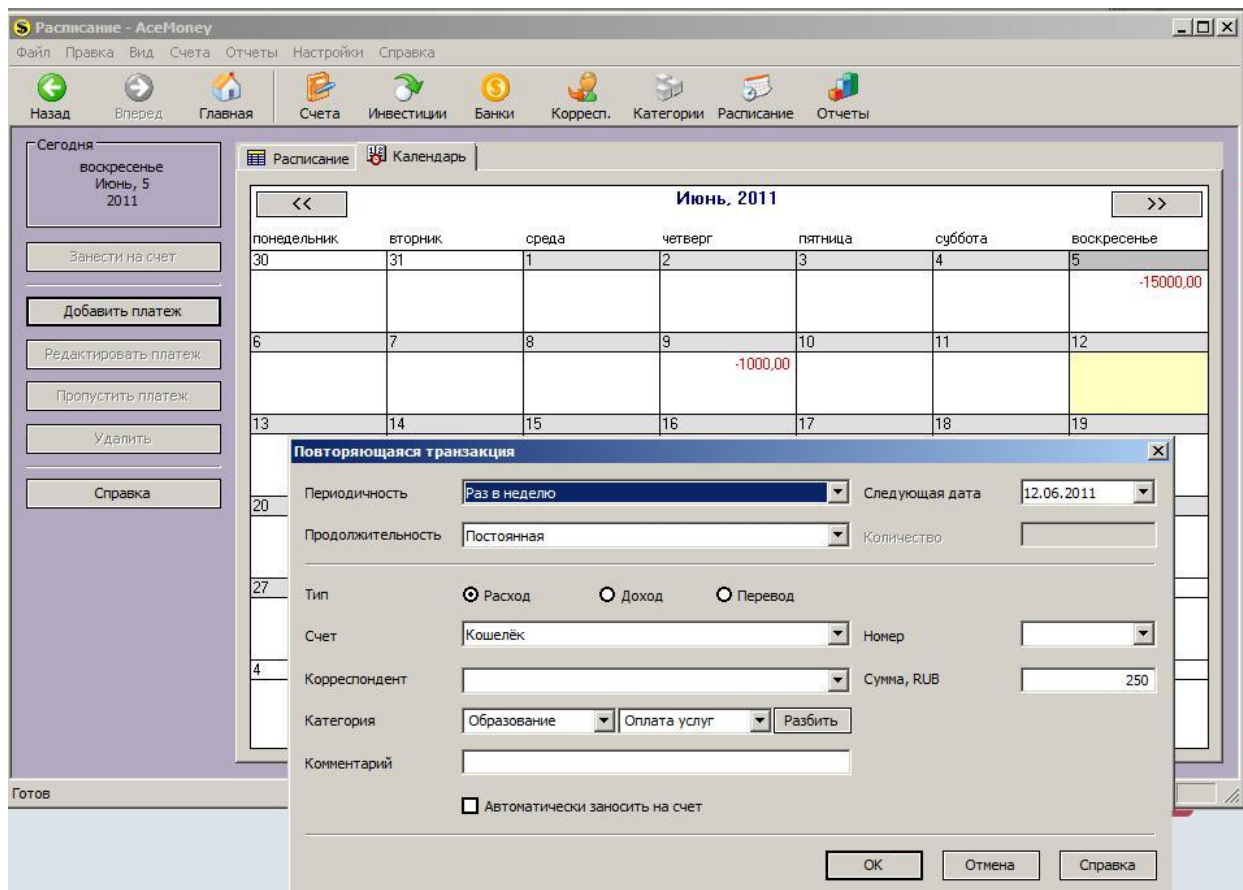 Расписание - AceMoney
Файл Правка Вид Счета Отчеты Настройки Справка
Назад Вперед Главная Счета Инвестиции Банки Корресп. Категории Расписание Отчеты
Сегодня
воскресенье
Июнь, 5
2011
Занести на счет
Добавить платеж
Редактировать платеж
Пропустить платеж
Удалить
Справка
Расписание Календарь
<< Июнь, 2011 >>
понедельник вторник среда четверг пятница суббота воскресенье
30 31 1 2 3 4 5
-15000,00
6 7 8 9 10 11 12
-1000,00
13 14 15 16 17 18 19
20
27
4
Повторяющаяся транзакция
Периодичность Раз в неделю Следующая дата 12.06.2011
Продолжительность Постоянная Количество
Тип Расход Доход Перевод
Счет Кошелёк Номер
Корреспондент Сумма, RUB 250
Категория Образование Оплата услуг Разбить
Комментарий
Автоматически заносить на счет
OK Отмена Справка
Готов